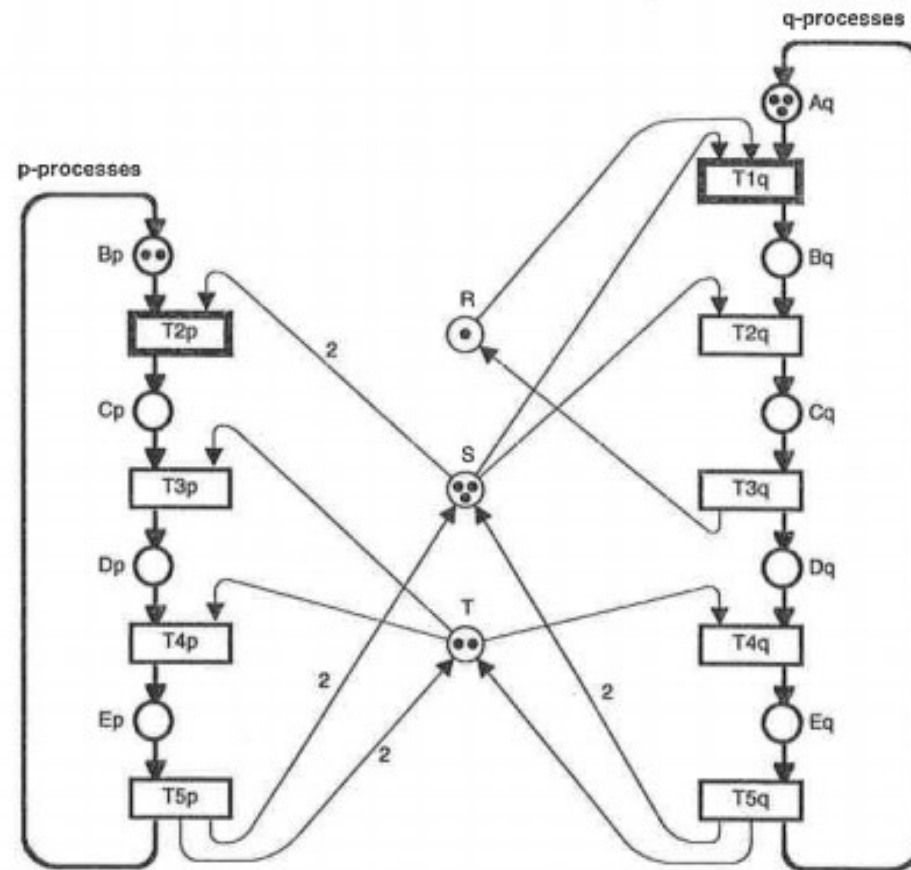 q-processes
Aq
p-processes
T1q
Bp
R
Bq
T2p
2
T2q
Cp
S
Cq
T3p
T3q
Dp
T
Dq
T4p
T4q
2
2
Ep
2
Eq
T5p
T5q